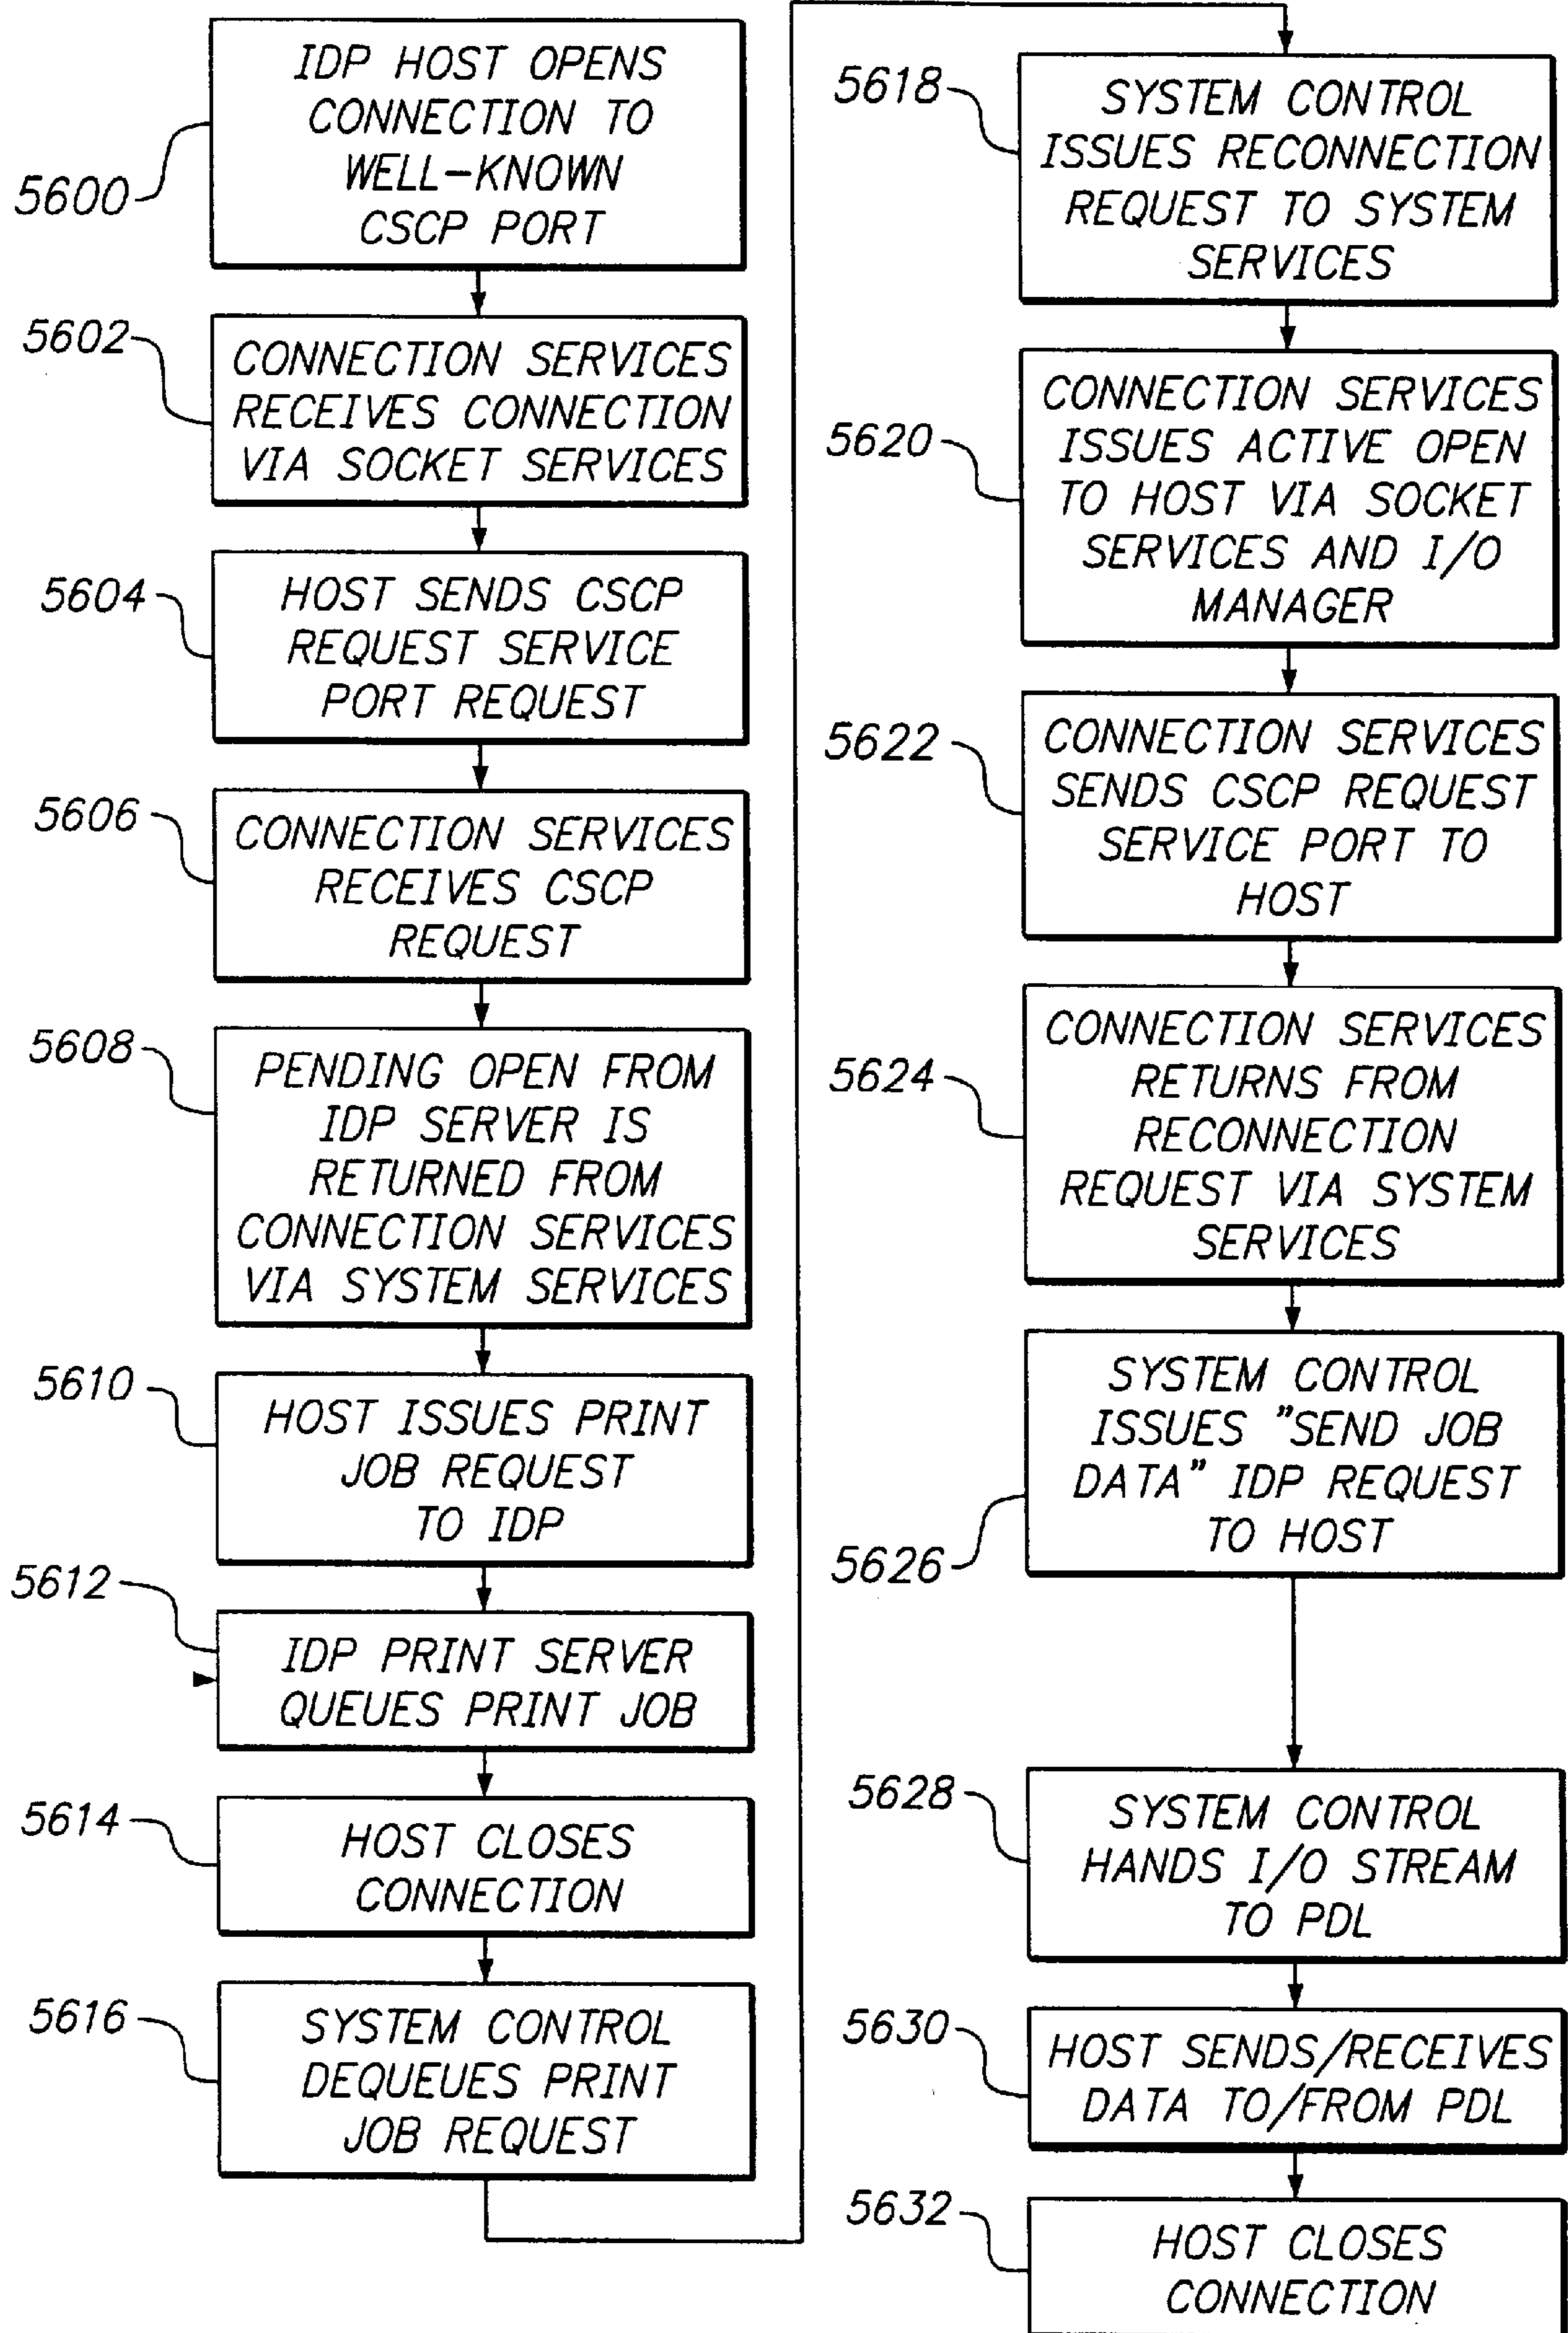 5600
IDP HOST OPENS
CONNECTION TO
WELL-KNOWN
CSCP PORT
5602
CONNECTION SERVICES
RECEIVES CONNECTION
VIA SOCKET SERVICES
5604
HOST SENDS CSCP
REQUEST SERVICE
PORT REQUEST
5606
CONNECTION SERVICES
RECEIVES CSCP
REQUEST
5608
PENDING OPEN FROM
IDP SERVER IS
RETURNED FROM
CONNECTION SERVICES
VIA SYSTEM SERVICES
5610
HOST ISSUES PRINT
JOB REQUEST
TO IDP
5612
IDP PRINT SERVER
QUEUES PRINT JOB
5614
HOST CLOSES
CONNECTION
5616
SYSTEM CONTROL
DEQUEUES PRINT
JOB REQUEST
5618
SYSTEM CONTROL
ISSUES RECONNECTION
REQUEST TO SYSTEM
SERVICES
5620
CONNECTION SERVICES
ISSUES ACTIVE OPEN
TO HOST VIA SOCKET
SERVICES AND I/O
MANAGER
5622
CONNECTION SERVICES
SENDS CSCP REQUEST
SERVICE PORT TO
HOST
5624
CONNECTION SERVICES
RETURNS FROM
RECONNECTION
REQUEST VIA SYSTEM
SERVICES
5626
SYSTEM CONTROL
ISSUES "SEND JOB
DATA" IDP REQUEST
TO HOST
5628
SYSTEM CONTROL
HANDS I/O STREAM
TO PDL
5630
HOST SENDS/RECEIVES
DATA TO/FROM PDL
5632
HOST CLOSES
CONNECTION